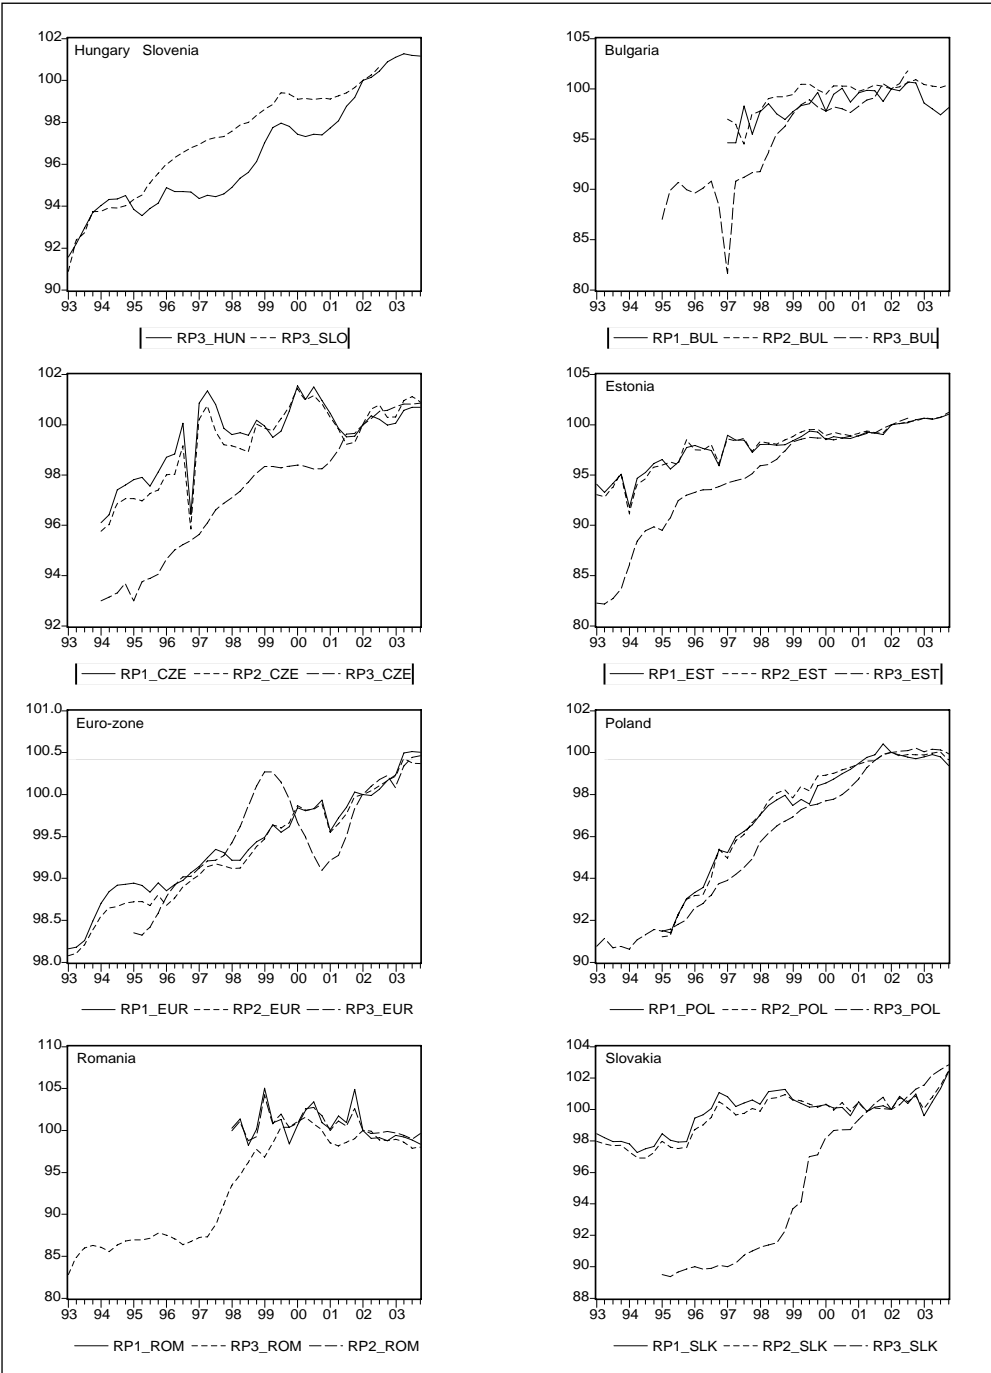 Hungary Slovenia
102
100
98
96
94
92
90
93 94 95 96 97 98 99 00 01 02 03
RP3_HUN RP3_SLO
Bulgaria
105
100
95
90
85
80
93 94 95 96 97 98 99 00 01 02 03
RP1_BUL RP2_BUL RP3_BUL
102
100
98
96
94
92
93 94 95 96 97 98 99 00 01 02 03
RP1_CZE RP2_CZE RP3_CZE
Estonia
105
100
95
90
85
80
93 94 95 96 97 98 99 00 01 02 03
RP1_EST RP2_EST RP3_EST
Euro-zone
101.0
100.5
100.0
99.5
99.0
98.5
98.0
93 94 95 96 97 98 99 00 01 02 03
RP1_EUR RP2_EUR RP3_EUR
Poland
102
100
98
96
94
92
90
93 94 95 96 97 98 99 00 01 02 03
RP1_POL RP2_POL RP3_POL
Romania
110
105
100
95
90
85
80
93 94 95 96 97 98 99 00 01 02 03
RP1_ROM RP3_ROM RP2_ROM
Slovakia
104
102
100
98
96
94
92
90
88
93 94 95 96 97 98 99 00 01 02 03
RP1_SLK RP2_SLK RP3_SLK